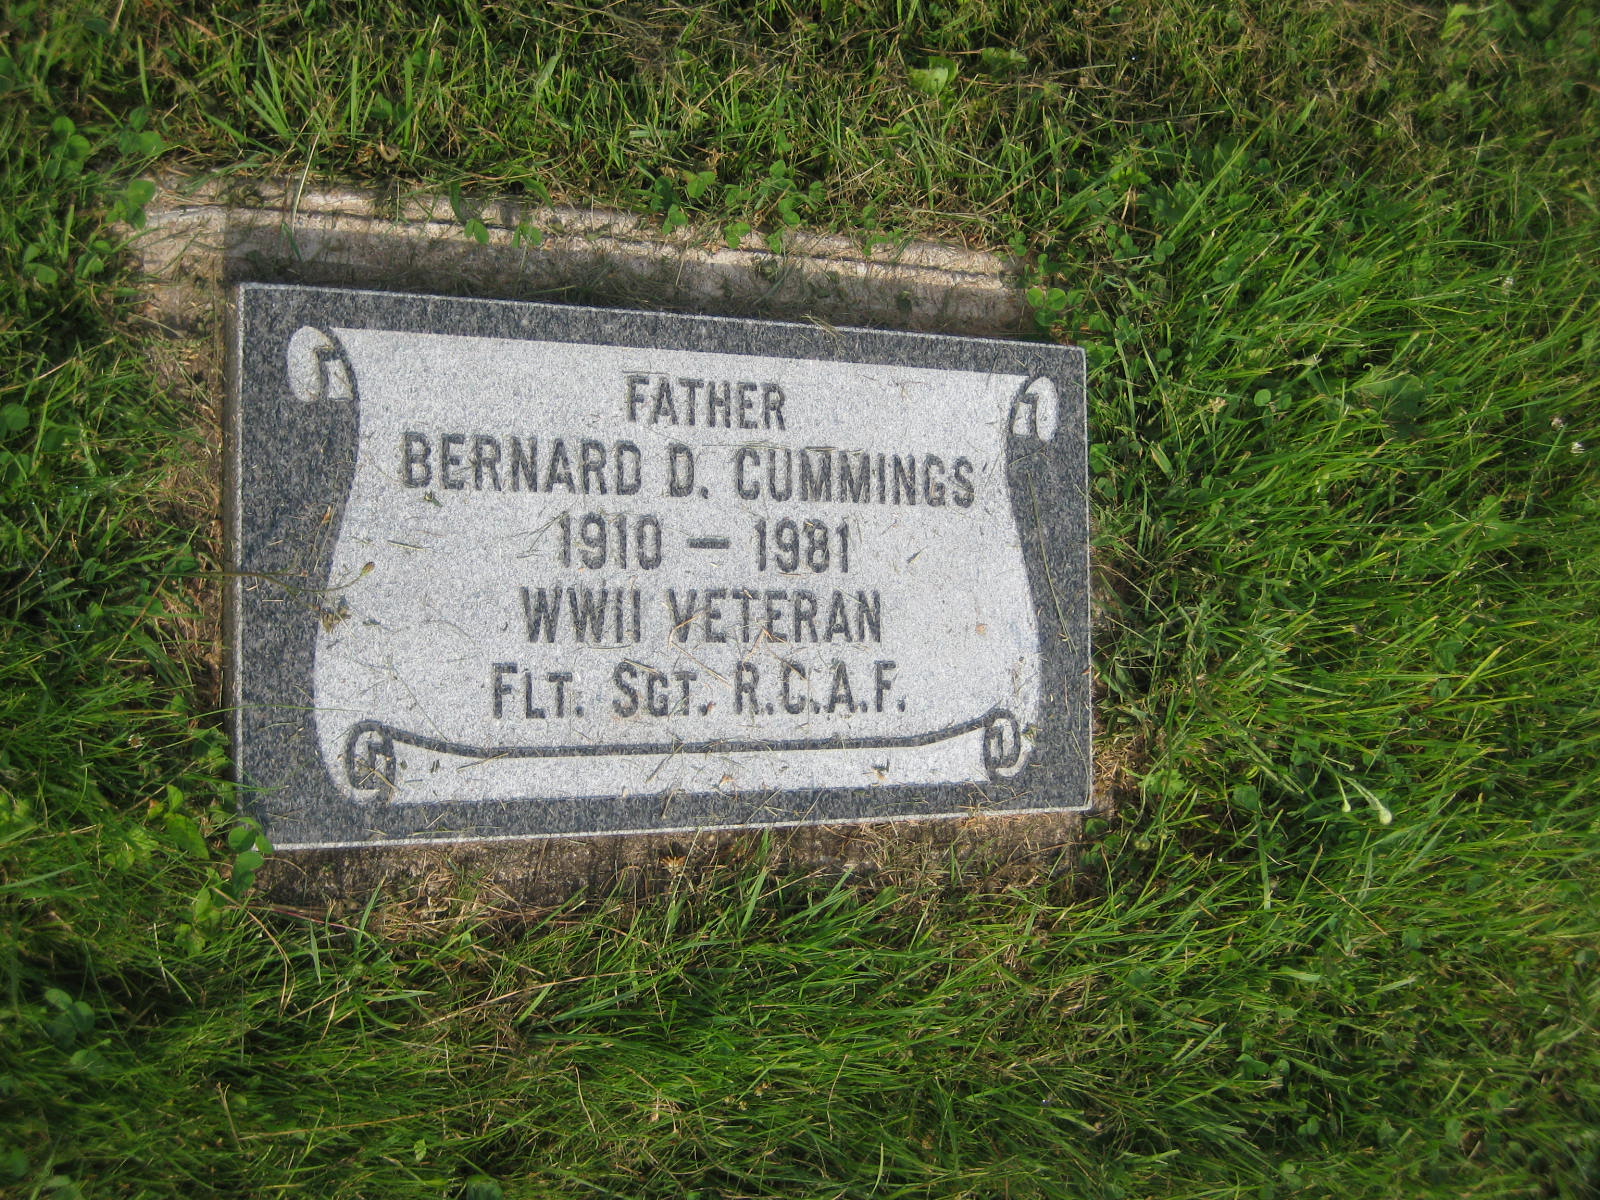 FATHER
BERNARD D. CUMMINGS
1910 — 1981
WWII VETERAN
FLT. SGT. R.C.A.F.